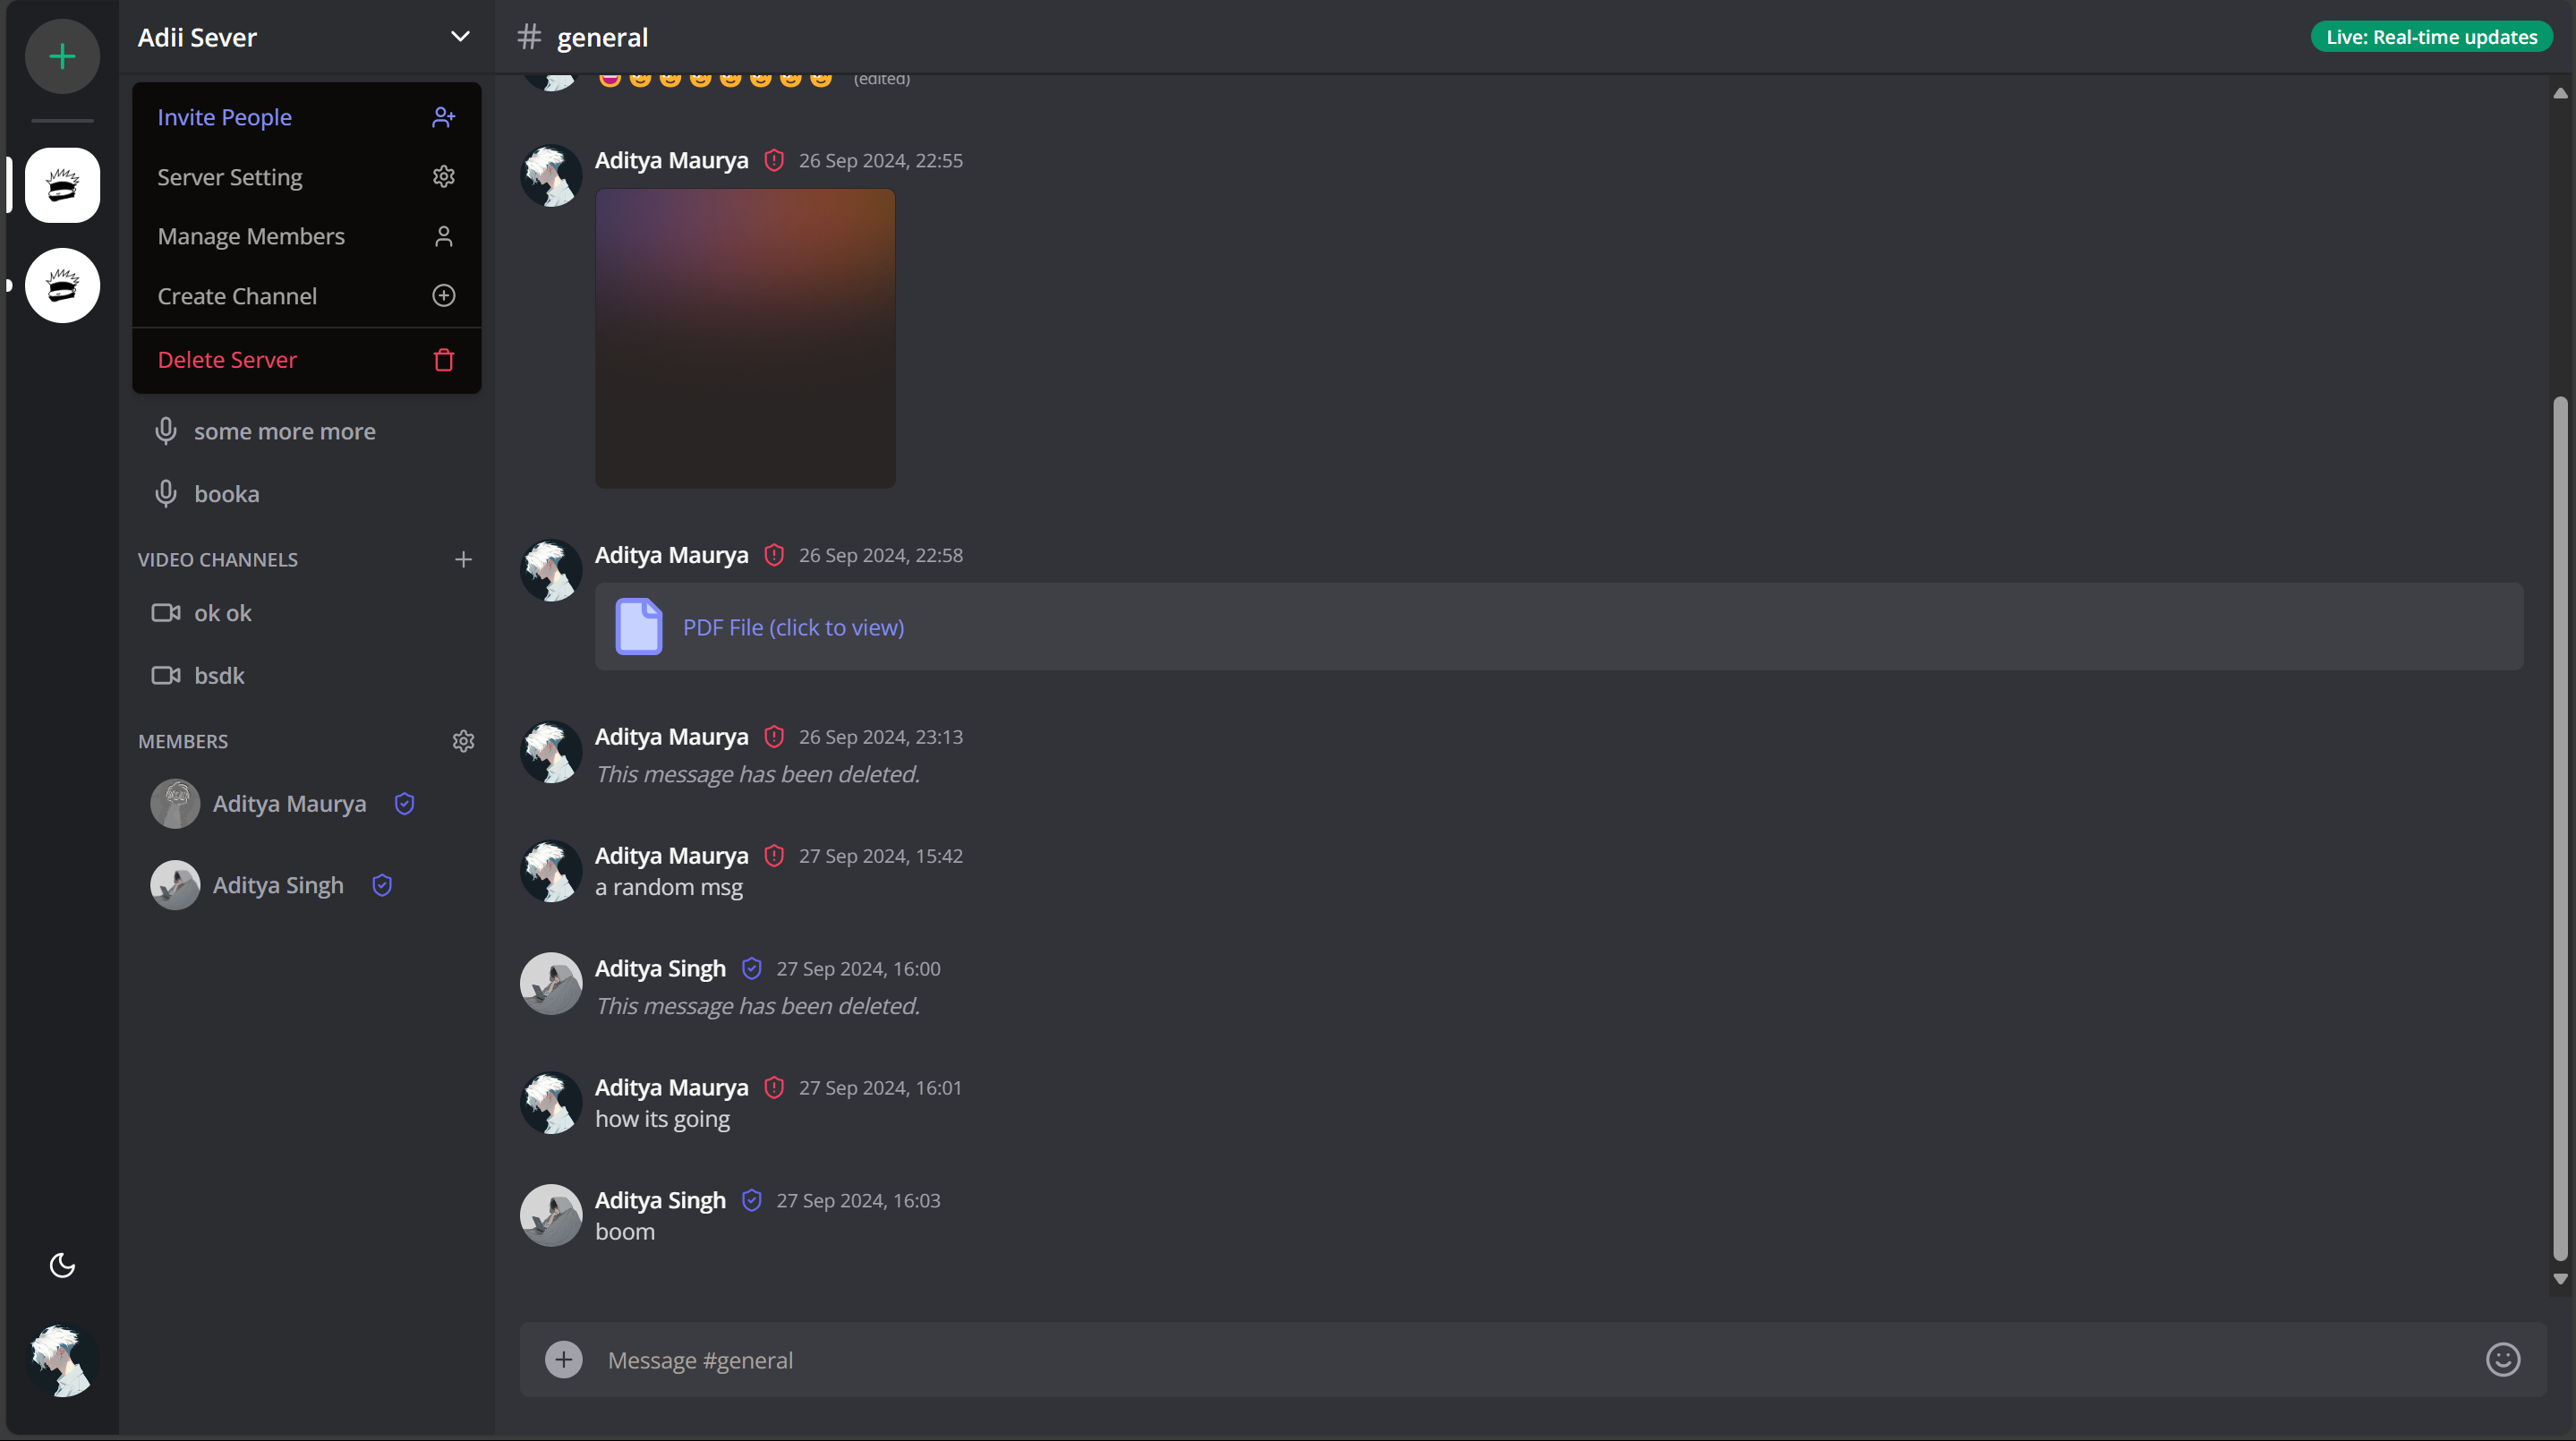 Adii Sever
Invite People
Server Setting
Manage Members
Create Channel
Delete Server
some more more
booka
VIDEO CHANNELS
ok ok
bsdk
MEMBERS
Aditya Maurya
Aditya Singh
# general
Live: Real-time updates
(edited)
Aditya Maurya 26 Sep 2024, 22:55
Aditya Maurya 26 Sep 2024, 22:58
PDF File (click to view)
Aditya Maurya 26 Sep 2024, 23:13
This message has been deleted.
Aditya Maurya 27 Sep 2024, 15:42
a random msg
Aditya Singh 27 Sep 2024, 16:00
This message has been deleted.
Aditya Maurya 27 Sep 2024, 16:01
how its going
Aditya Singh 27 Sep 2024, 16:03
boom
Message #general